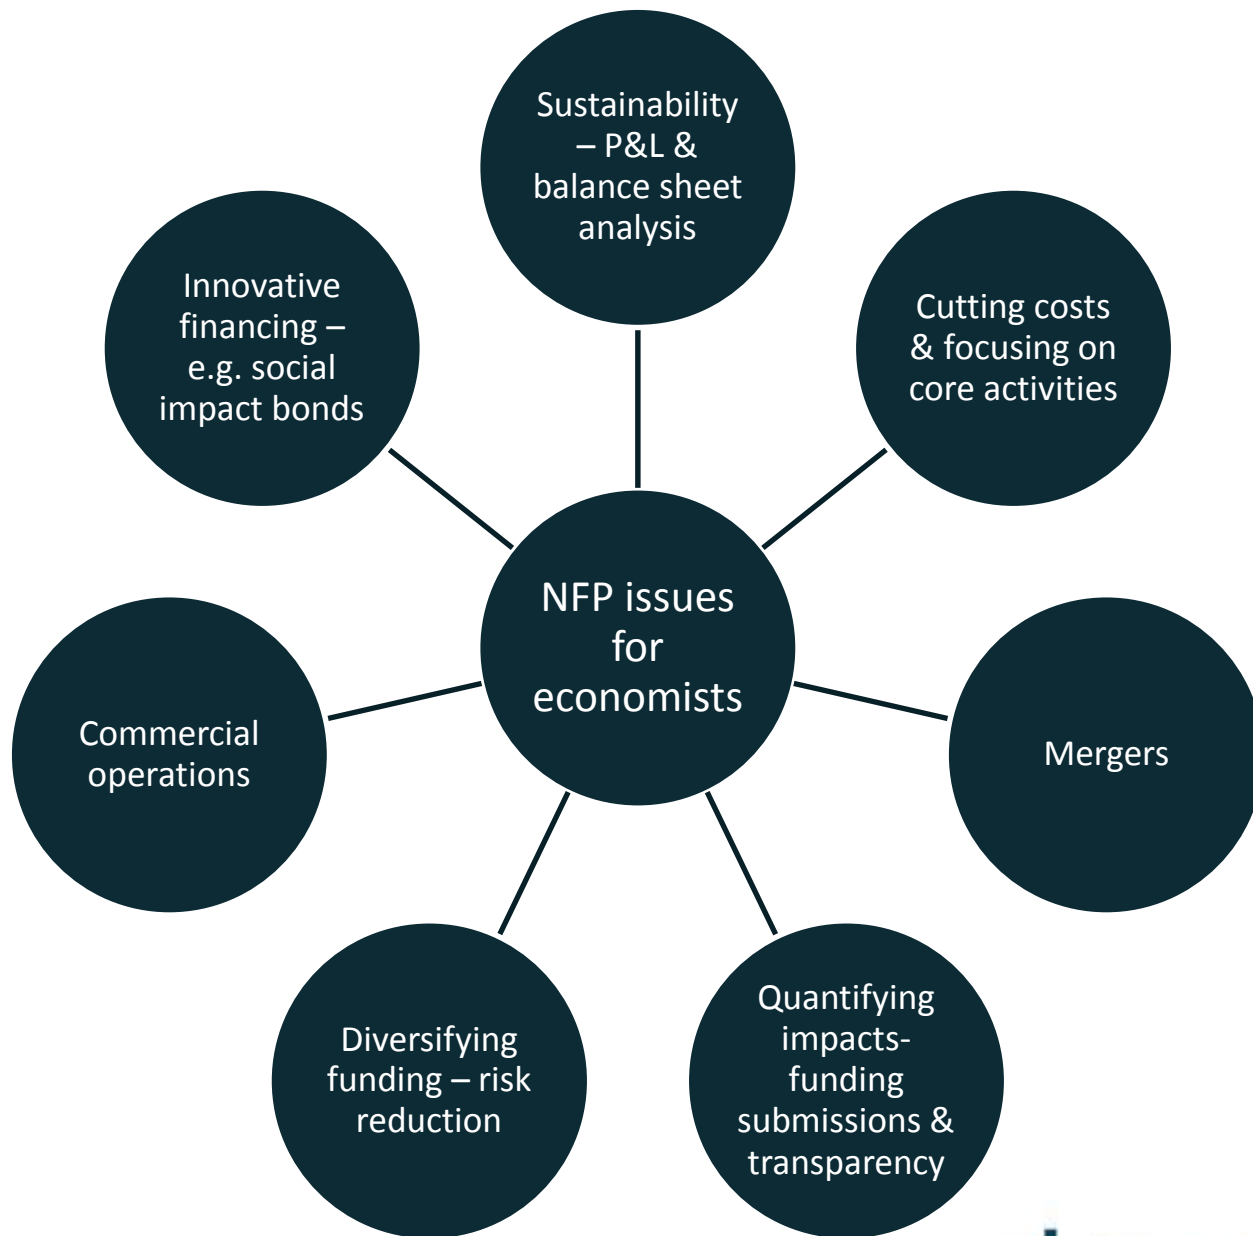 Sustainability
– P&L &
balance sheet
analysis
Cutting costs
& focusing on
core activities
Mergers
Quantifying
impacts-
funding
submissions &
transparency
Diversifying
funding – risk
reduction
Commercial
operations
Innovative
financing –
e.g. social
impact bonds
NFP issues
for
economists